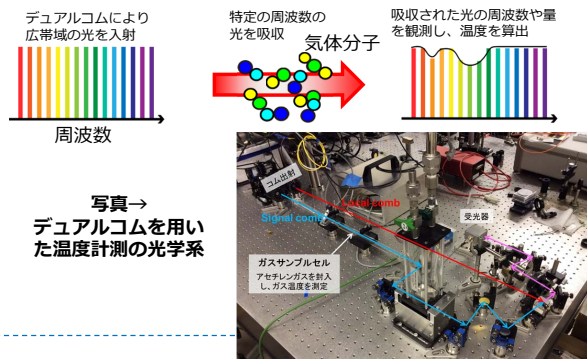 デュアルコムにより
広帯域の光を入射
特定の周波数の
光を吸収
気体分子
吸収された光の周波数や量
を観測し、温度を算出
周波数
写真→
デュアルコムを用い
た温度計測の光学系
コム出射
Local comb
Signal comb
受光器
ガスサンプルセル
アセチレンガスを封入
し、ガス温度を測定